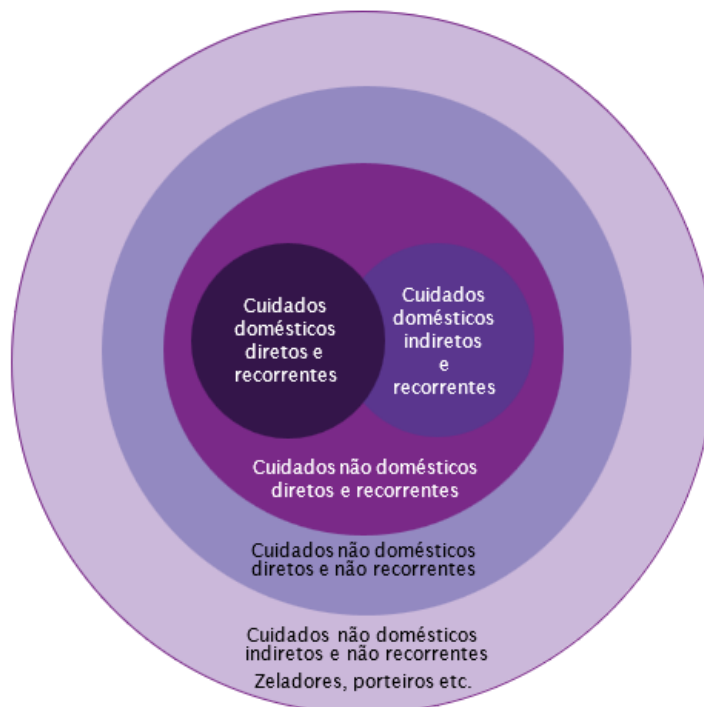 Cuidados
domésticos
diretos e
recorrentes
Cuidados
domésticos
indiretos
e
recorrentes
Cuidados não domésticos
diretos e recorrentes
Cuidados não domésticos
diretos e não recorrentes
Cuidados não domésticos
indiretos e não recorrentes
Zeladores, porteiros etc.